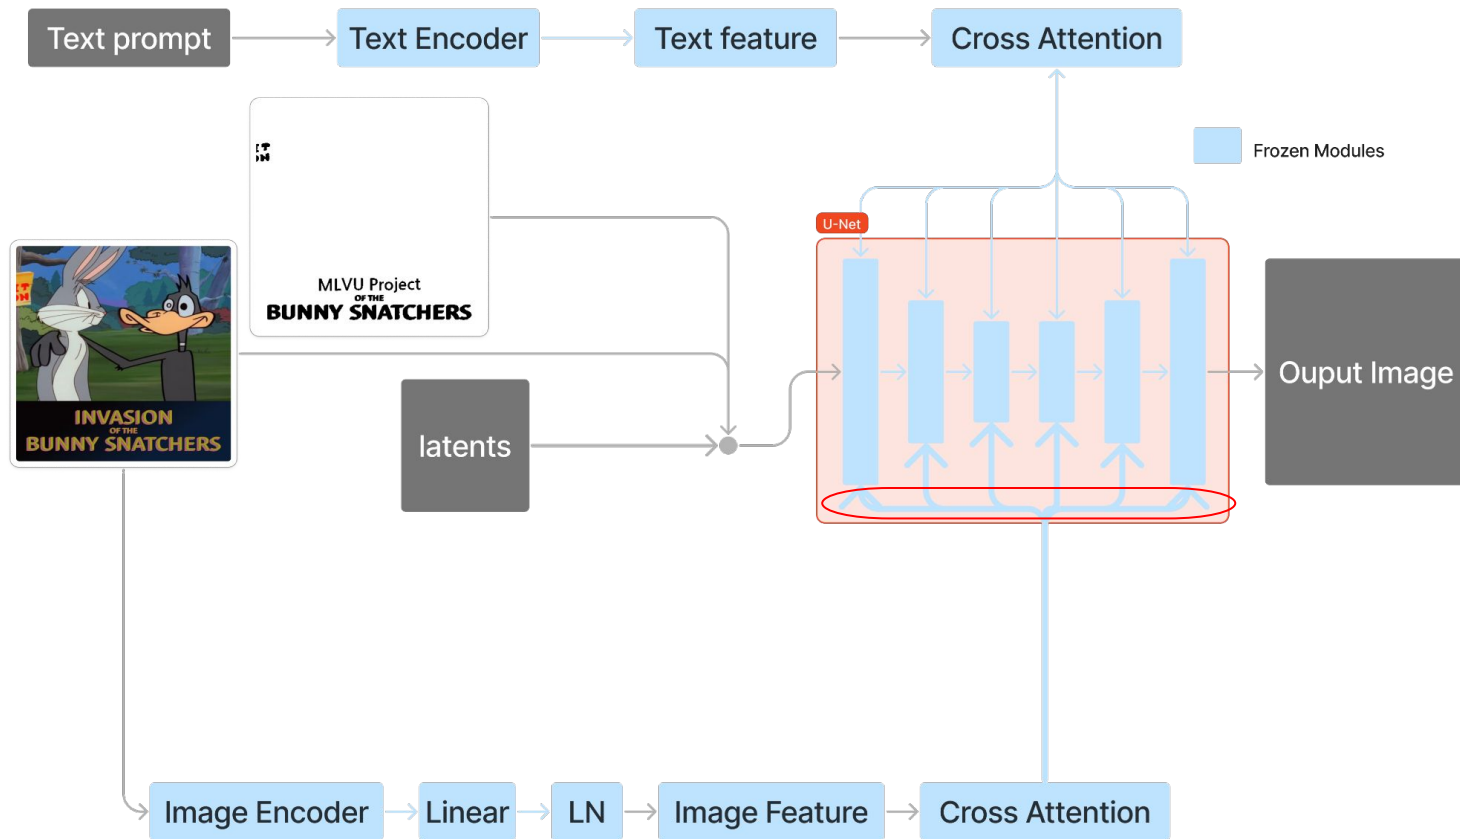 Text prompt
Text Encoder
Text feature
Cross Attention
Frozen Modules
MLVU Project
OF THE
BUNNY SNATCHERS
U-Net
INVASION
OF THE
BUNNY SNATCHERS
latents
Ouput Image
Image Encoder
Linear
LN
Image Feature
Cross Attention